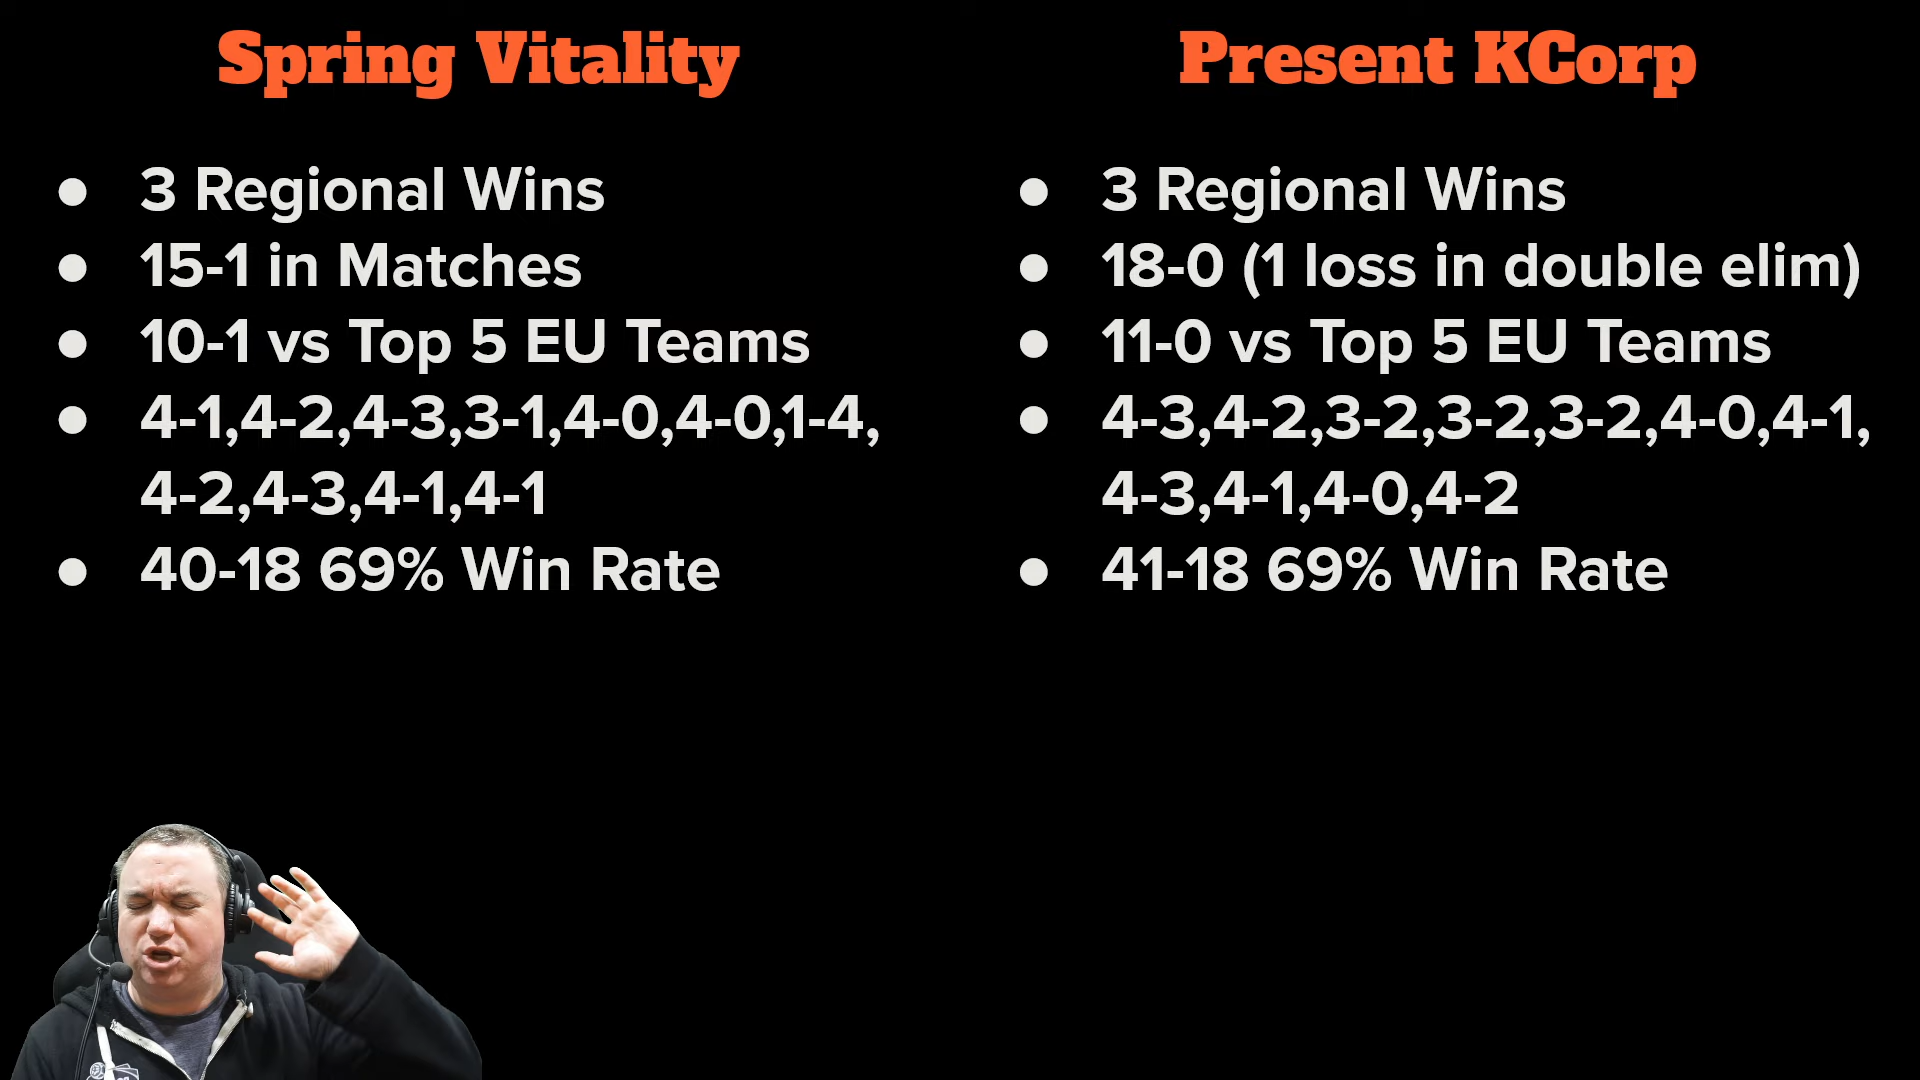 Spring Vitality
● 3 Regional Wins
● 15-1 in Matches
● 10-1 vs Top 5 EU Teams
● 4-1,4-2,4-3,3-1,4-0,4-0,1-4,
4-2,4-3,4-1,4-1
● 40-18 69% Win Rate
Present KCorp
● 3 Regional Wins
● 18-0 (1 loss in double elim)
● 11-0 vs Top 5 EU Teams
● 4-3,4-2,3-2,3-2,3-2,4-0,4-1,
4-3,4-1,4-0,4-2
● 41-18 69% Win Rate